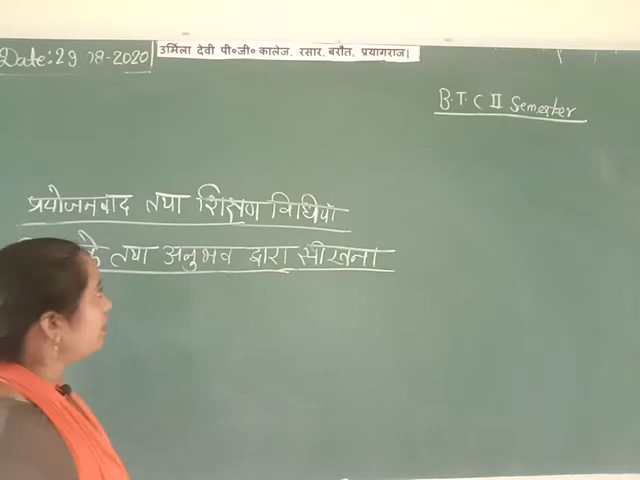 Date: 29-8-2020
उर्मिला देवी पी०जी० कालेज, रसार, बरौत, प्रयागराज।
B.T.C II Semester
प्रयोजनवाद तथा शिक्षण विधियाँ
के तथा अनुभव द्वारा सीखना